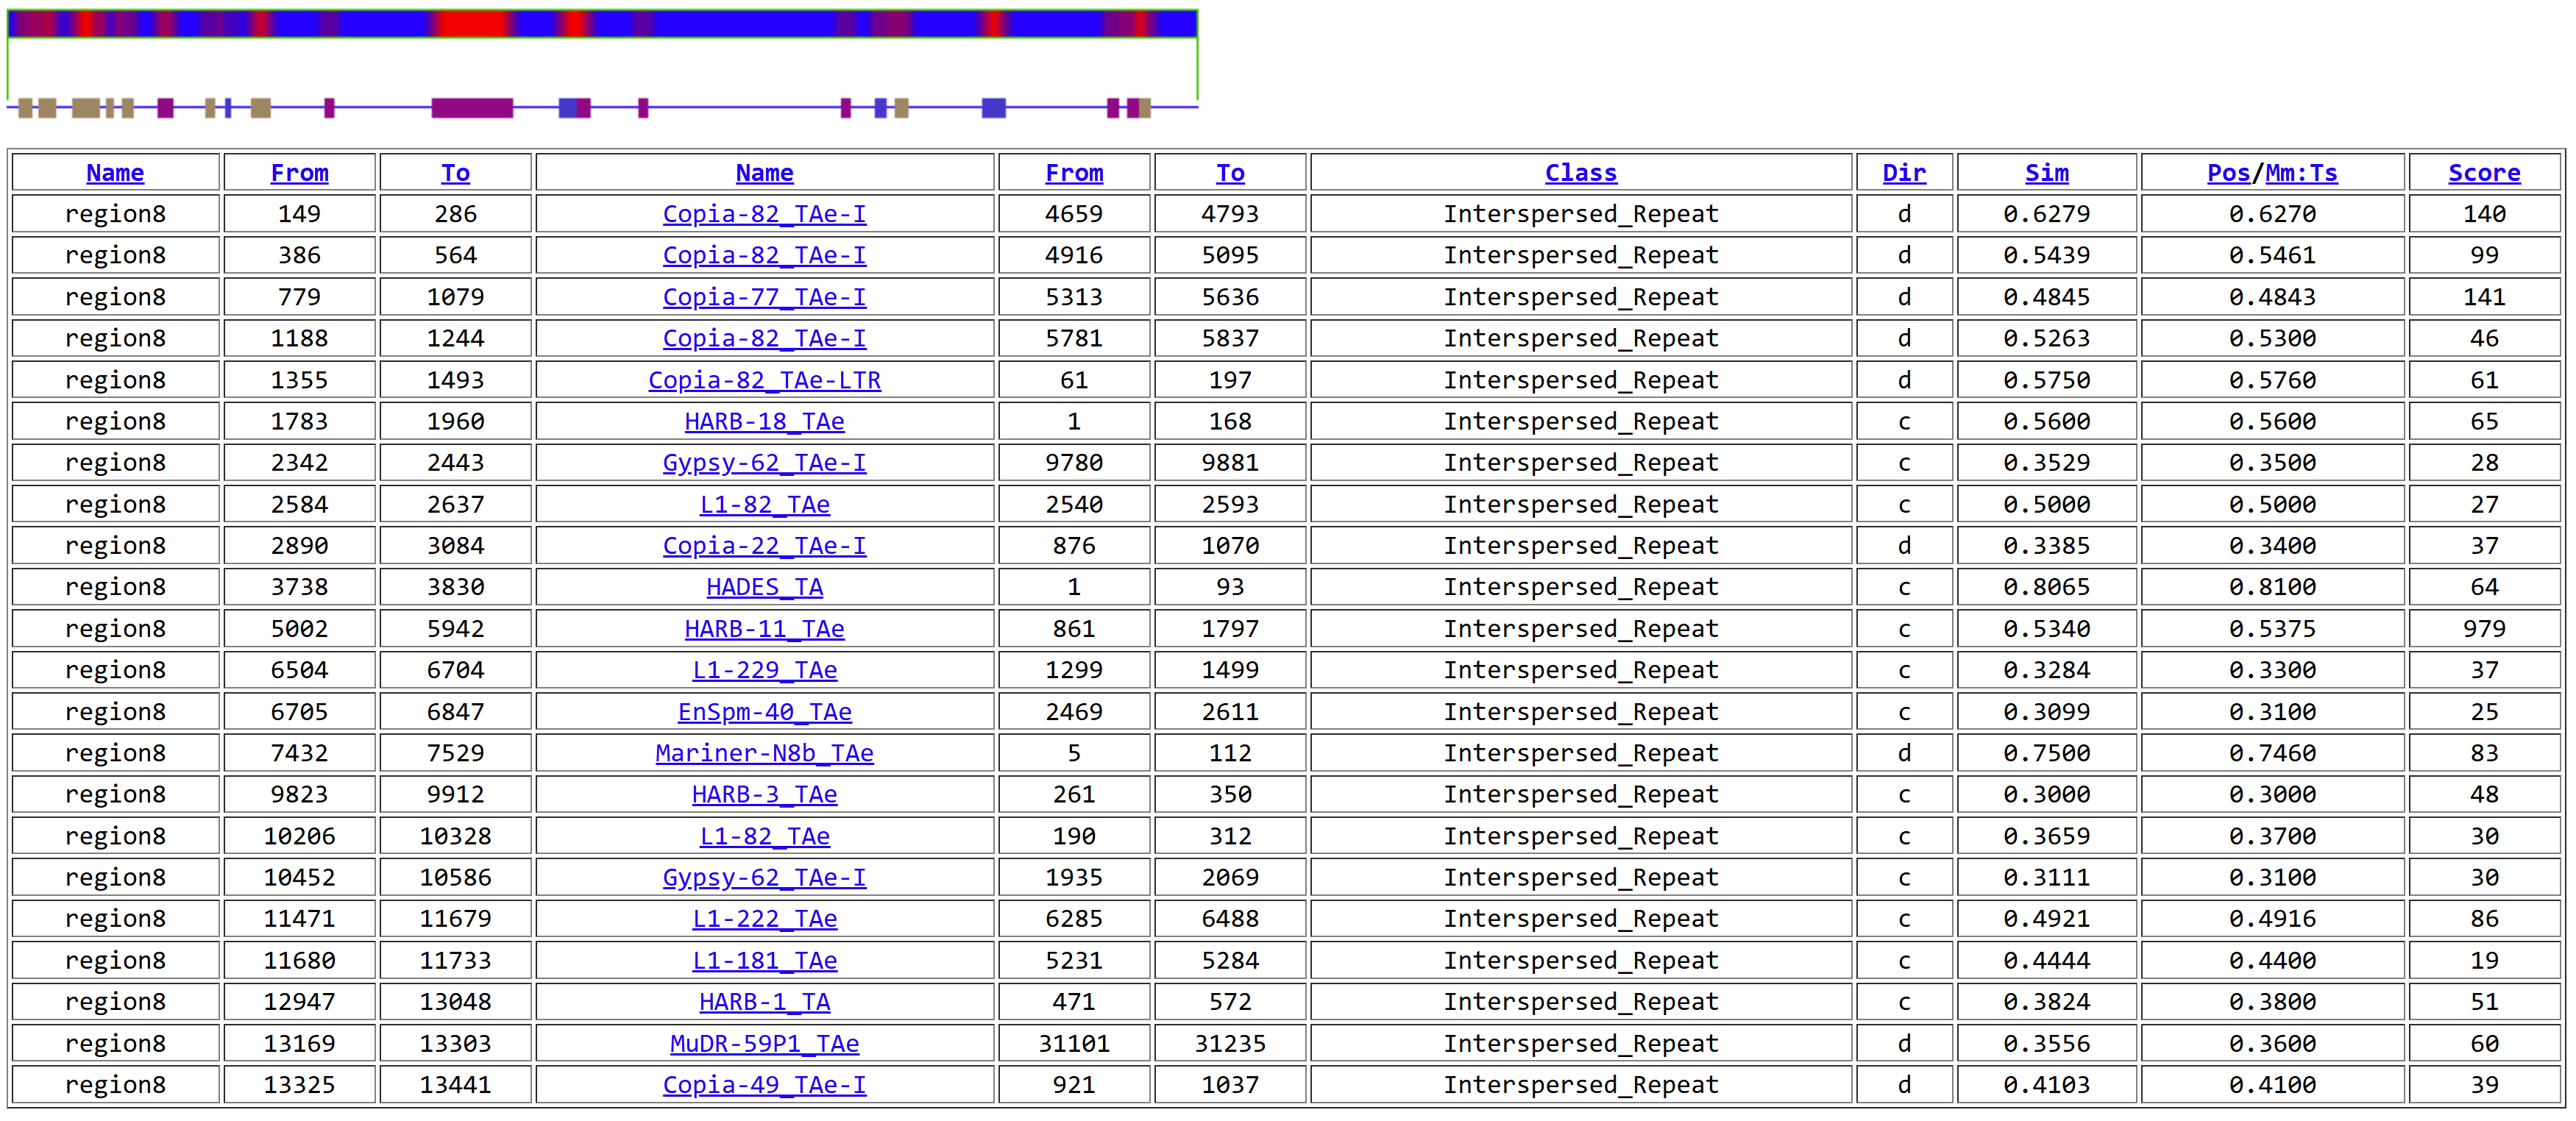 Name From To Name From To Class Dir Sim Pos/Mm:Ts Score
region8 149 286 Copia-82_TAe-I 4659 4793 Interspersed_Repeat d 0.6279 0.6270 140
region8 386 564 Copia-82_TAe-I 4916 5095 Interspersed_Repeat d 0.5439 0.5461 99
region8 779 1079 Copia-77_TAe-I 5313 5636 Interspersed_Repeat d 0.4845 0.4843 141
region8 1188 1244 Copia-82_TAe-I 5781 5837 Interspersed_Repeat d 0.5263 0.5300 46
region8 1355 1493 Copia-82_TAe-LTR 61 197 Interspersed_Repeat d 0.5750 0.5760 61
region8 1783 1960 HARB-18_TAe 1 168 Interspersed_Repeat c 0.5600 0.5600 65
region8 2342 2443 Gypsy-62_TAe-I 9780 9881 Interspersed_Repeat c 0.3529 0.3500 28
region8 2584 2637 L1-82_TAe 2540 2593 Interspersed_Repeat c 0.5000 0.5000 27
region8 2890 3084 Copia-22_TAe-I 876 1070 Interspersed_Repeat d 0.3385 0.3400 37
region8 3738 3830 HADES_TA 1 93 Interspersed_Repeat c 0.8065 0.8100 64
region8 5002 5942 HARB-11_TAe 861 1797 Interspersed_Repeat c 0.5340 0.5375 979
region8 6504 6704 L1-229_TAe 1299 1499 Interspersed_Repeat c 0.3284 0.3300 37
region8 6705 6847 EnSpm-40_TAe 2469 2611 Interspersed_Repeat c 0.3099 0.3100 25
region8 7432 7529 Mariner-N8b_TAe 5 112 Interspersed_Repeat d 0.7500 0.7460 83
region8 9823 9912 HARB-3_TAe 261 350 Interspersed_Repeat c 0.3000 0.3000 48
region8 10206 10328 L1-82_TAe 190 312 Interspersed_Repeat c 0.3659 0.3700 30
region8 10452 10586 Gypsy-62_TAe-I 1935 2069 Interspersed_Repeat c 0.3111 0.3100 30
region8 11471 11679 L1-222_TAe 6285 6488 Interspersed_Repeat c 0.4921 0.4916 86
region8 11680 11733 L1-181_TAe 5231 5284 Interspersed_Repeat c 0.4444 0.4400 19
region8 12947 13048 HARB-1_TA 471 572 Interspersed_Repeat c 0.3824 0.3800 51
region8 13169 13303 MuDR-59P1_TAe 31101 31235 Interspersed_Repeat d 0.3556 0.3600 60
region8 13325 13441 Copia-49_TAe-I 921 1037 Interspersed_Repeat d 0.4103 0.4100 39